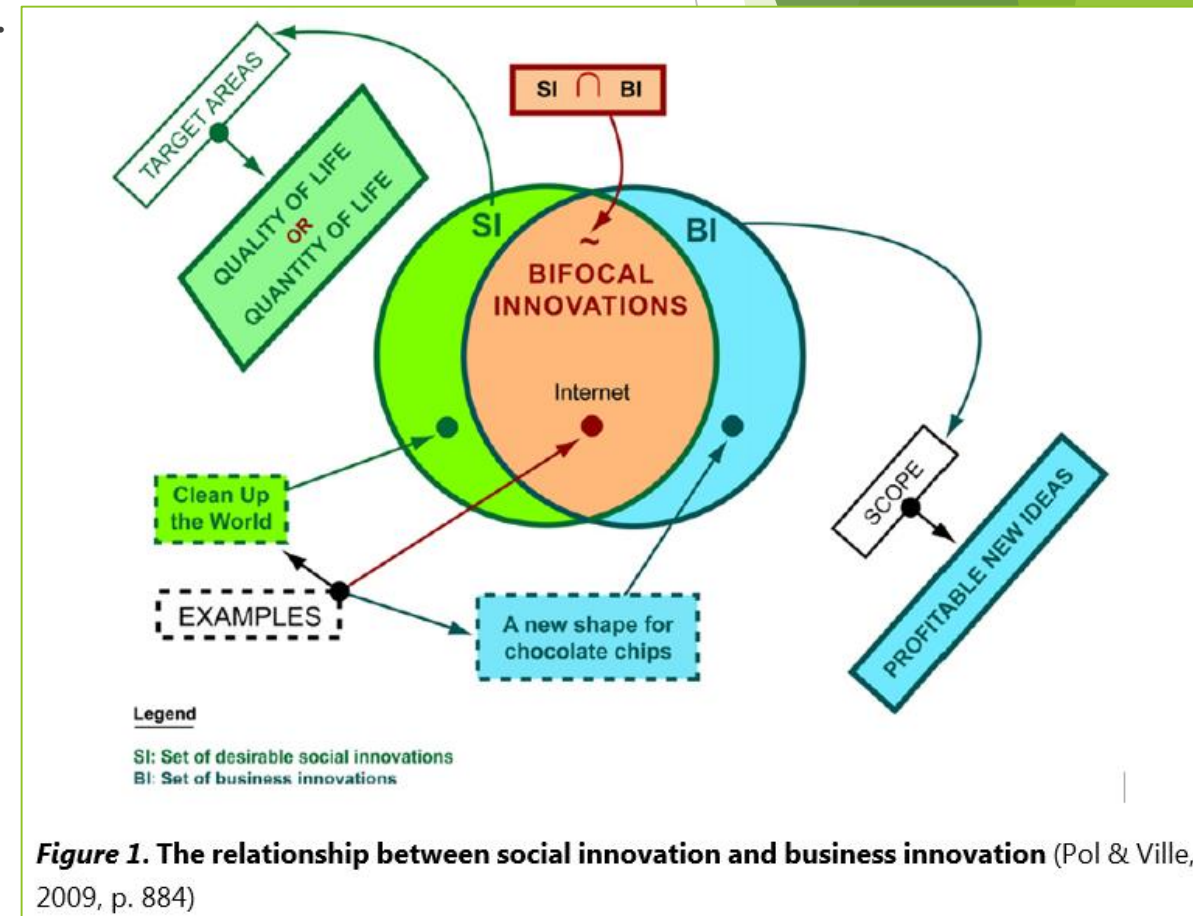 TARGET AREAS
QUALITY OF LIFE
OR
QUANTITY OF LIFE
SI ∩ BI
SI
BI
~
BIFOCAL
INNOVATIONS
Internet
Clean Up
the World
EXAMPLES
A new shape for
chocolate chips
SCOPE
PROFITABLE NEW IDEAS
Legend
SI: Set of desirable social innovations
BI: Set of business innovations
Figure 1. The relationship between social innovation and business innovation (Pol & Ville,
2009, p. 884)